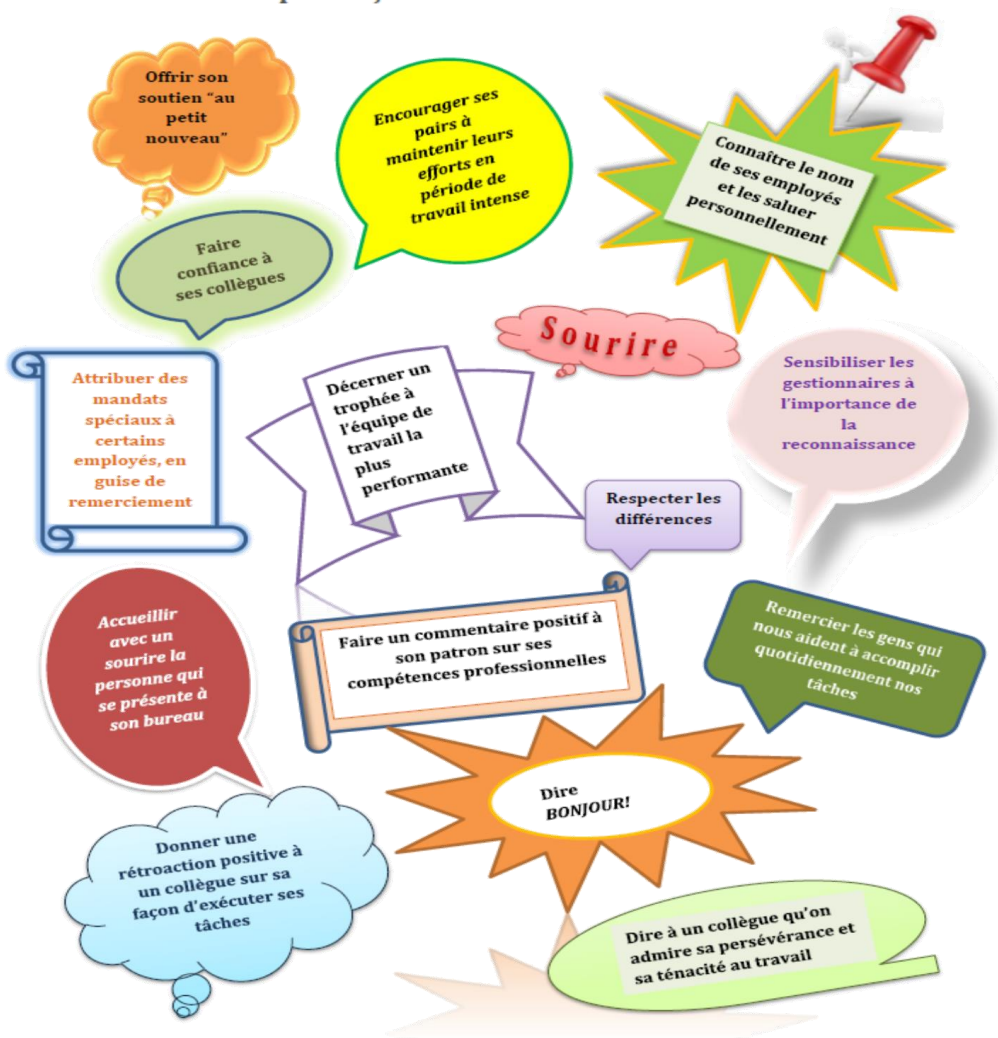 Offrir son
soutien “au
petit
nouveau”
Encourager ses
pairs à
maintenir leurs
efforts en
période de
travail intense
Connaître le nom
de ses employés
et les saluer
personnellement
Faire
confiance à
ses collègues
Sourire
Attribuer des
mandats
spéciaux à
certains
employés, en
guise de
remerciement
Décerner un
trophée à
l’équipe de
travail la
plus
performante
Sensibiliser les
gestionnaires à
l’importance de
la
reconnaissance
Respecter les
différences
Accueillir
avec un
sourire la
personne qui
se présente à
son bureau
Faire un commentaire positif à
son patron sur ses
compétences professionnelles
Remercier les gens qui
nous aident à accomplir
quotidiennement nos
tâches
Dire
BONJOUR!
Donner une
rétroaction positive à
un collègue sur sa
façon d’exécuter ses
tâches
Dire à un collègue qu’on
admire sa persévérance et
sa ténacité au travail